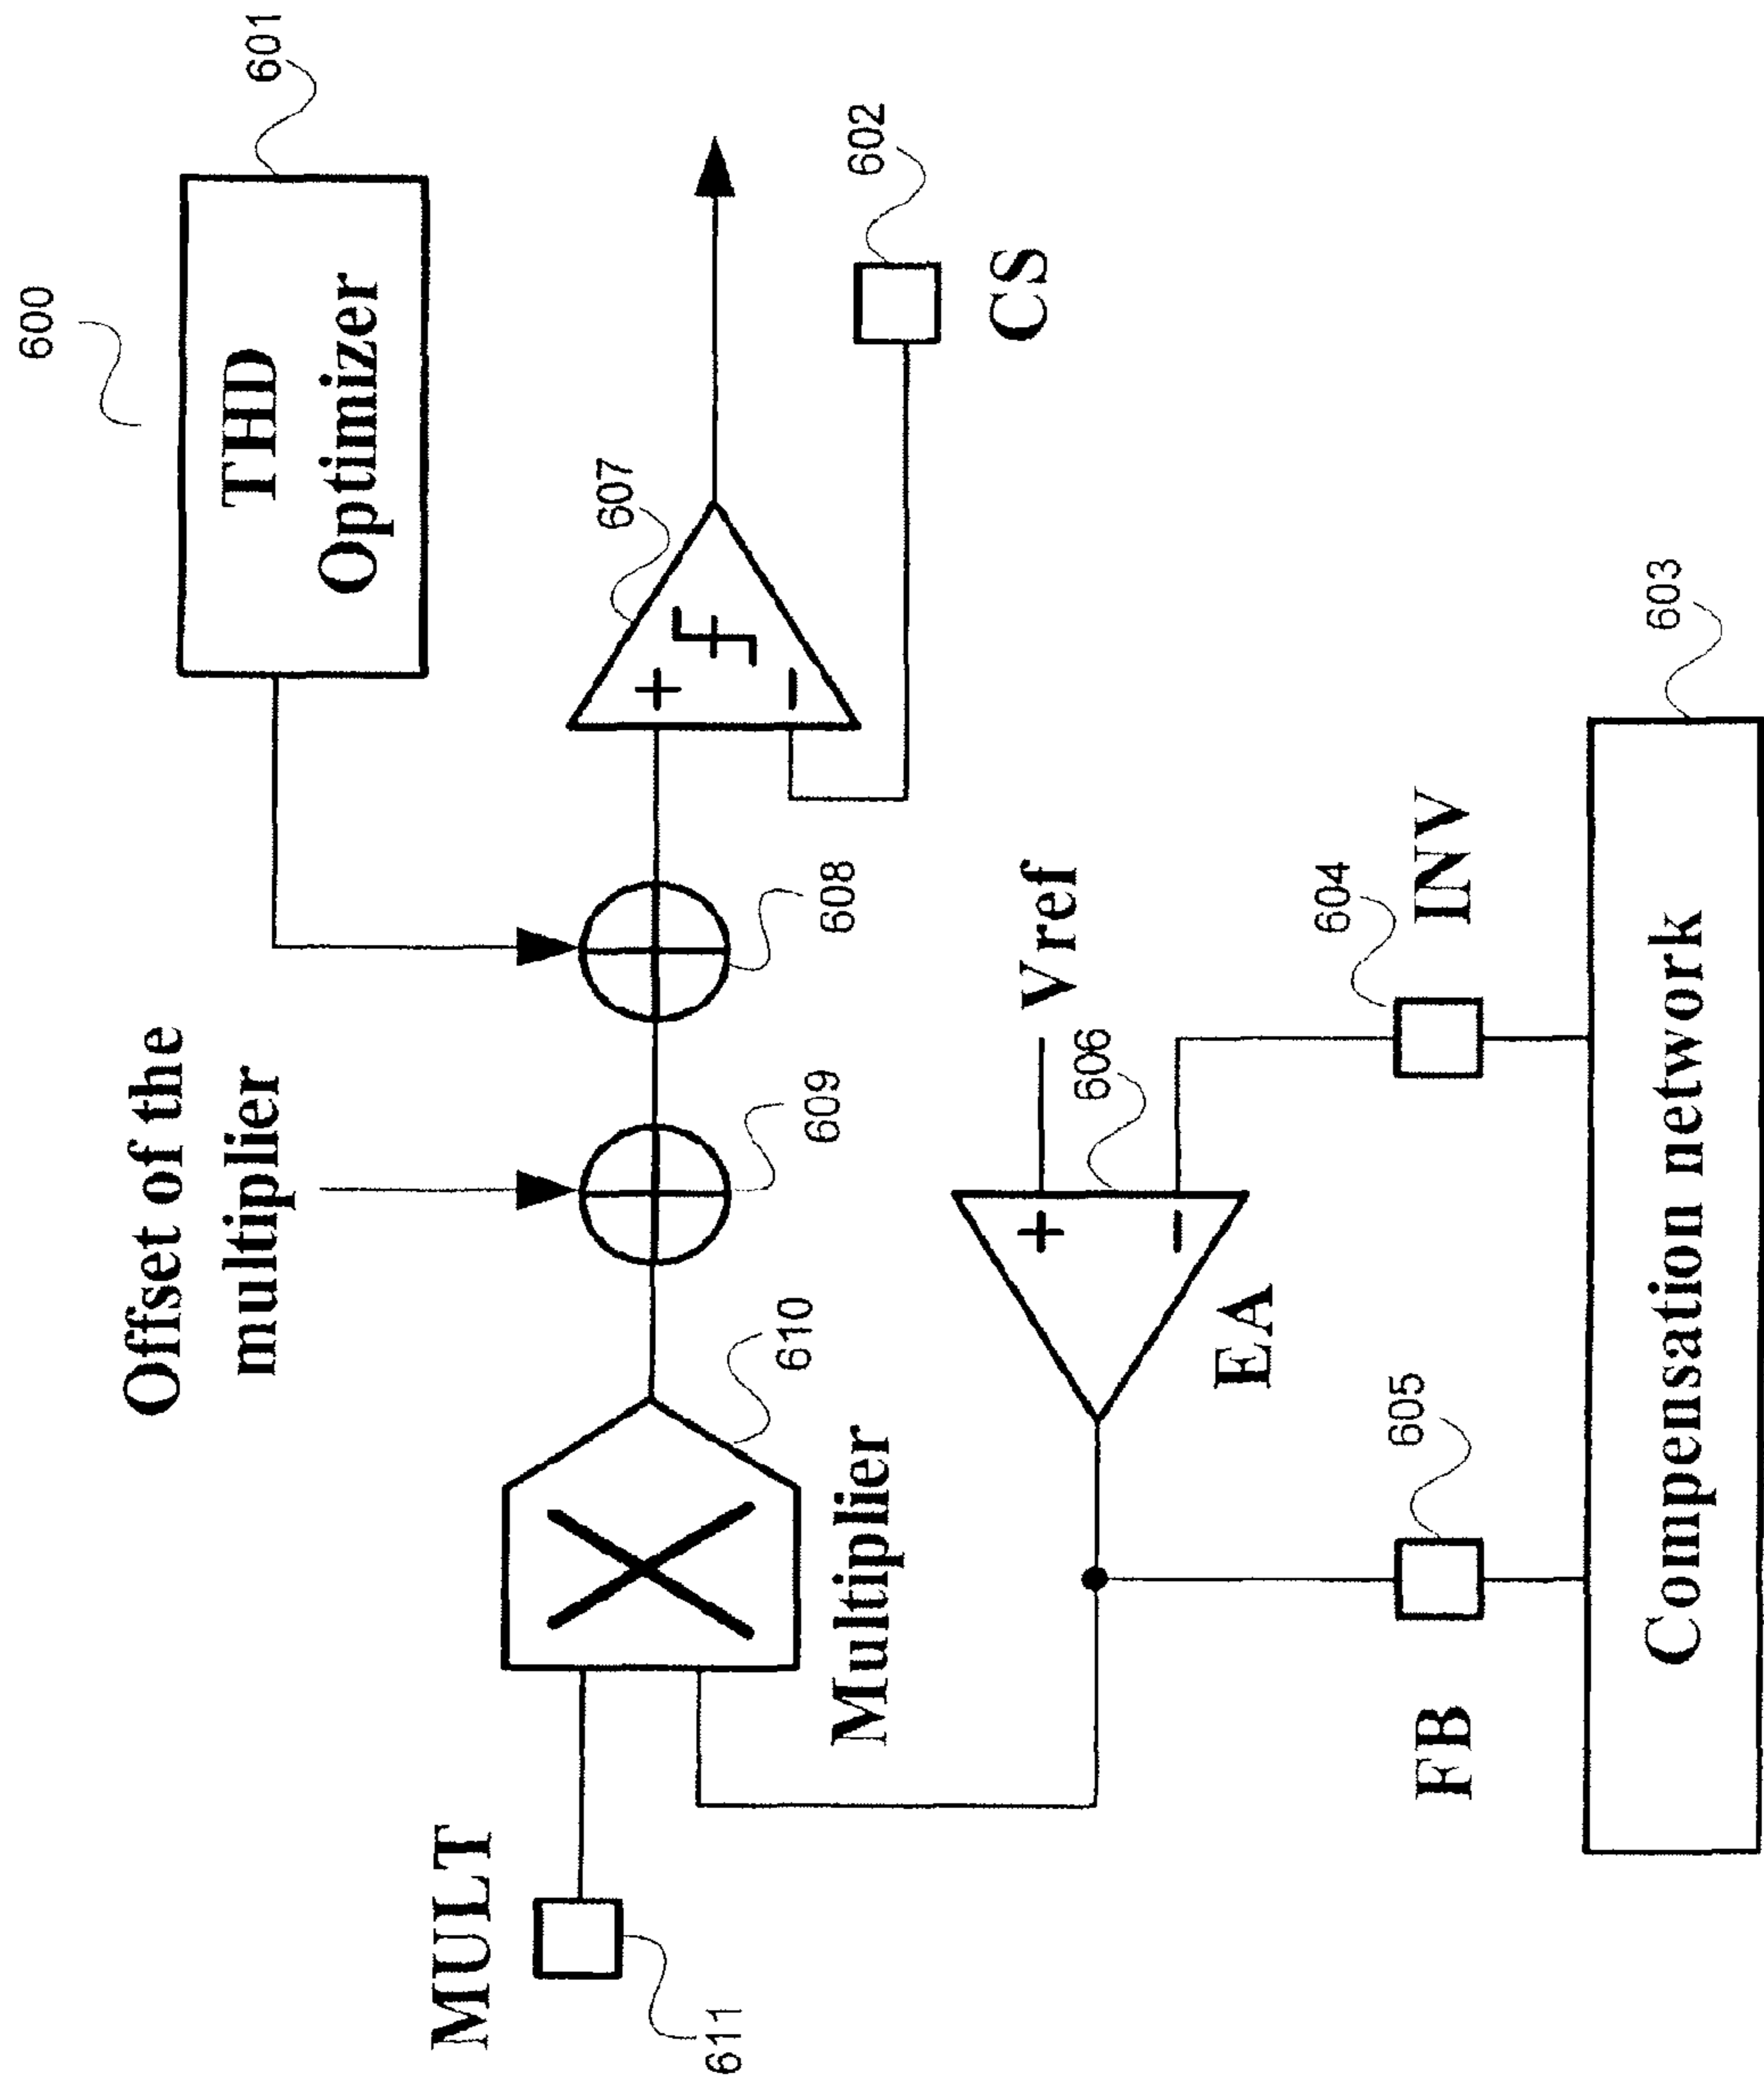 600
THD
Optimizer
601
Offset of the
multiplier
MULT
611
Multiplier
610
609
608
+
−
607
602
CS
Vref
+
−
606
EA
605
FB
604
INV
603
Compensation network